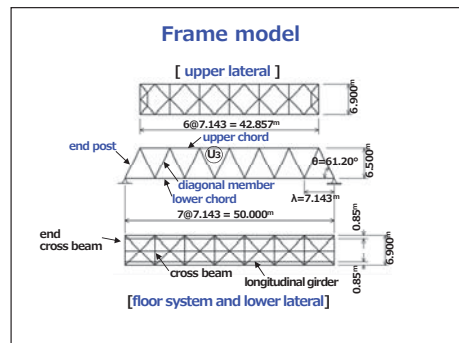 Frame model
[ upper lateral ]
6.900ᵐ
6@7.143 = 42.857ᵐ
upper chord
end post
U3
θ=61.20°
6.500ᵐ
diagonal member
lower chord
λ=7.143ᵐ
7@7.143 = 50.000ᵐ
0.85ᵐ
end
cross beam
6.900ᵐ
cross beam
longitudinal girder
0.85ᵐ
[floor system and lower lateral]